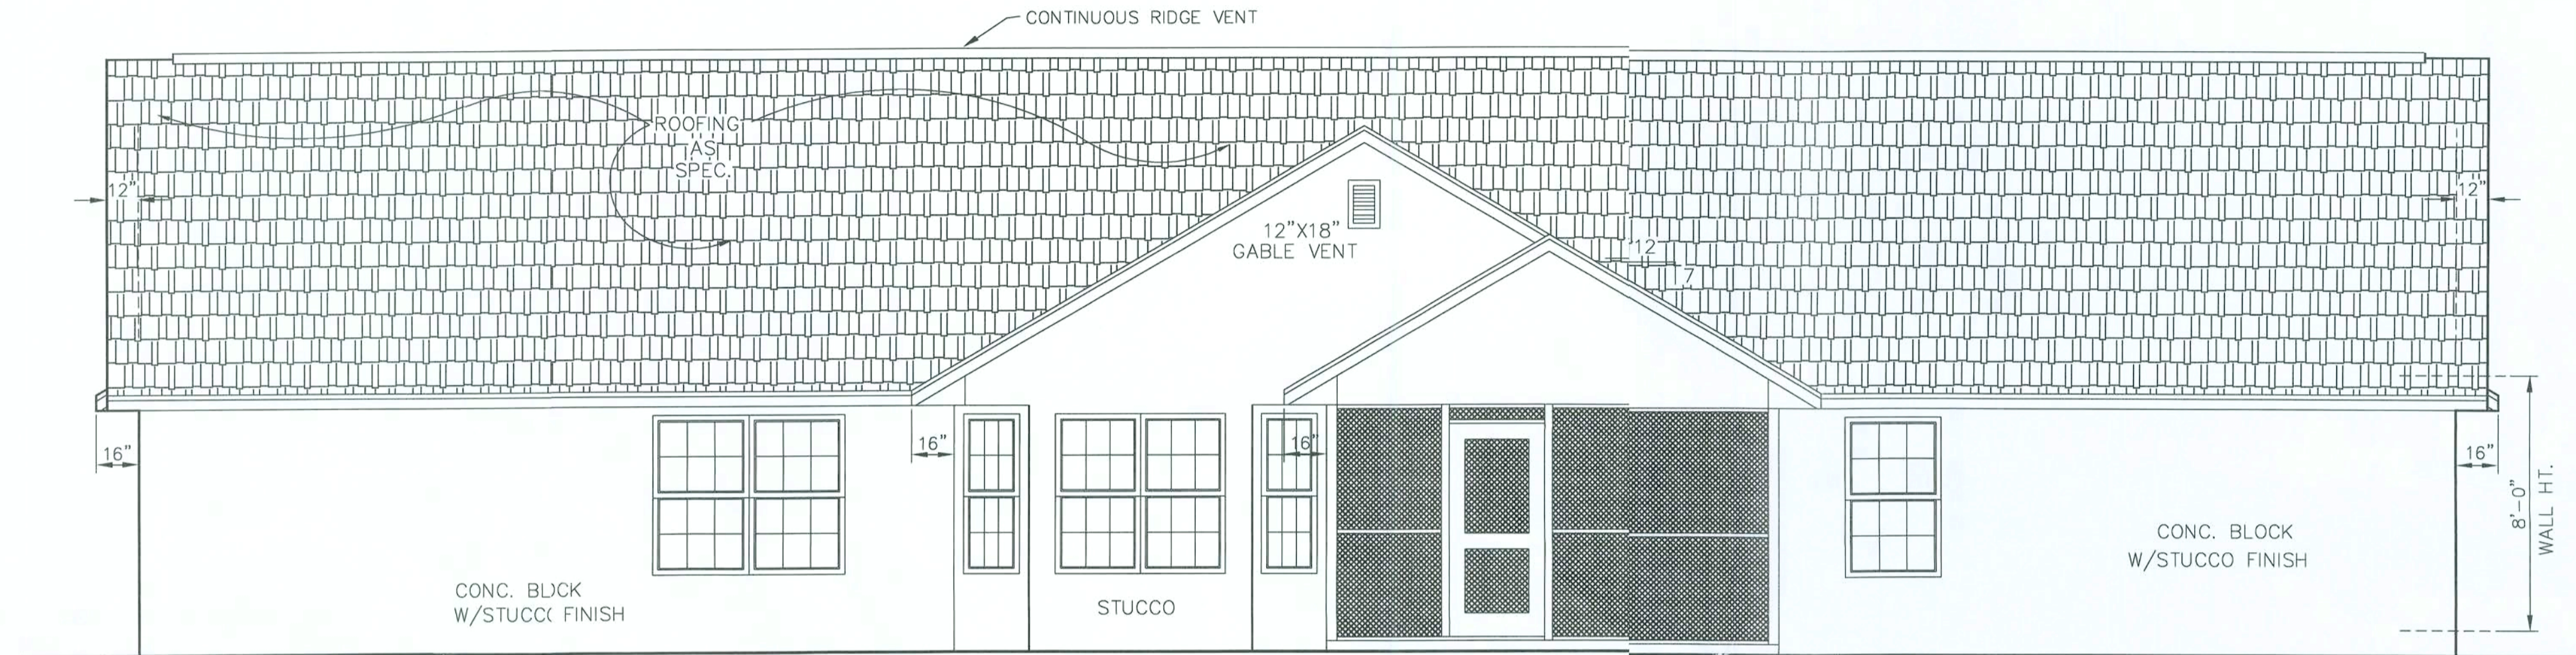 CONTINUOUS RIDGE VENT
ROOFING
AS
SPEC.
12"
12"
12"X18"
GABLE VENT
12
7
16"
16"
16"
16"
8'-0"
WALL HT.
CONC. BLOCK
W/STUCCO FINISH
STUCCO
CONC. BLOCK
W/STUCCO FINISH